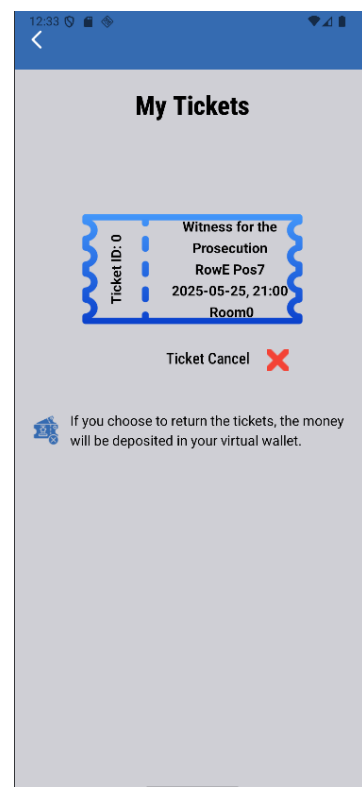 12:33
My Tickets
Ticket ID: 0
Witness for the
Prosecution
RowE Pos7
2025-05-25, 21:00
Room0
Ticket Cancel
If you choose to return the tickets, the money
will be deposited in your virtual wallet.